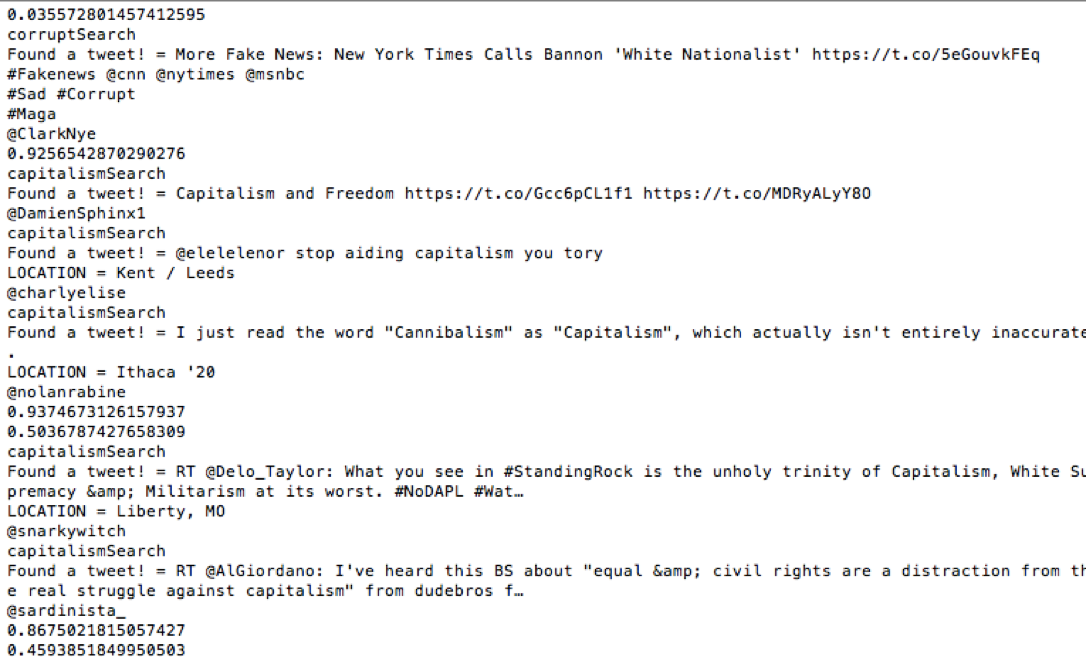 0.035572801457412595
corruptSearch
Found a tweet! = More Fake News: New York Times Calls Bannon 'White Nationalist' https://t.co/5eGouvkFEq
#Fakenews @cnn @nytimes @msnbc
#Sad #Corrupt
#Maga
@ClarkNye
0.9256542870290276
capitalismSearch
Found a tweet! = Capitalism and Freedom https://t.co/Gcc6pCL1f1 https://t.co/MDRyALyY8O
@DamienSphinx1
capitalismSearch
Found a tweet! = @elelelenor stop aiding capitalism you tory
LOCATION = Kent / Leeds
@charlyelise
capitalismSearch
Found a tweet! = I just read the word "Cannibalism" as "Capitalism", which actually isn't entirely inaccurate
.
LOCATION = Ithaca '20
@nolanrabine
0.9374673126157937
0.5036787427658309
capitalismSearch
Found a tweet! = RT @Delo_Taylor: What you see in #StandingRock is the unholy trinity of Capitalism, White Su
premacy &amp; Militarism at its worst. #NoDAPL #Wat…
LOCATION = Liberty, MO
@snarkywitch
capitalismSearch
Found a tweet! = RT @AlGiordano: I've heard this BS about "equal &amp; civil rights are a distraction from th
e real struggle against capitalism" from dudebros f…
@sardinista_
0.8675021815057427
0.4593851849950503